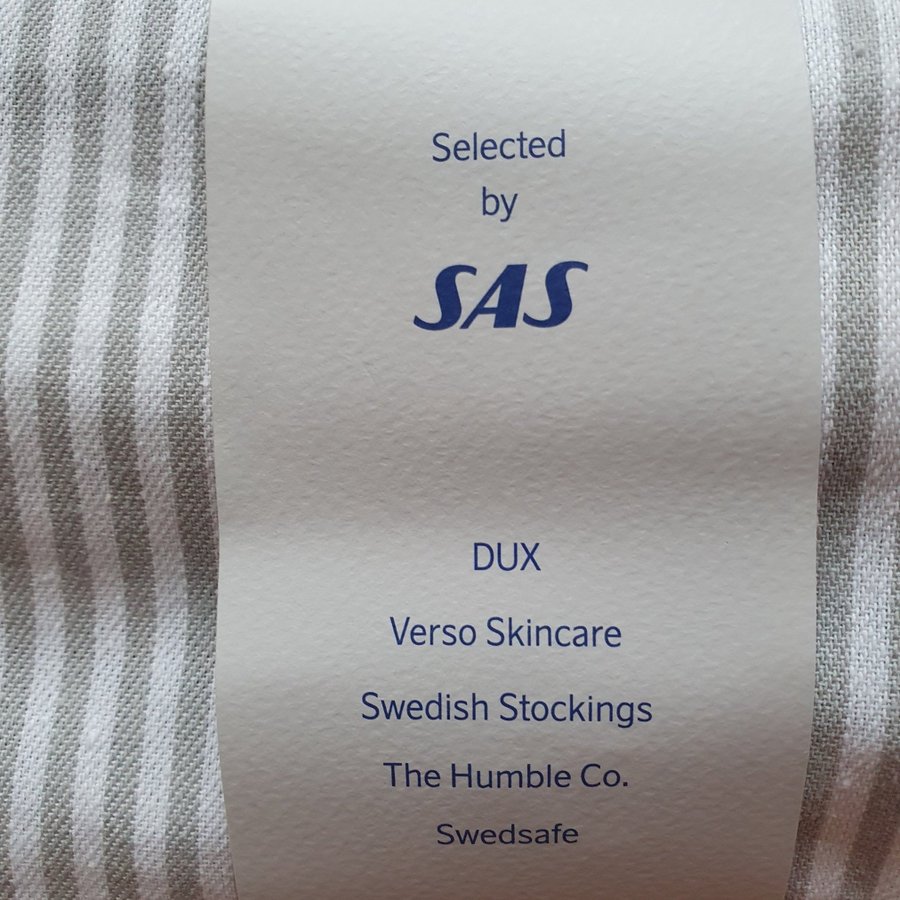 Selected
by
SAS
DUX
Verso Skincare
Swedish Stockings
The Humble Co.
Swedsafe